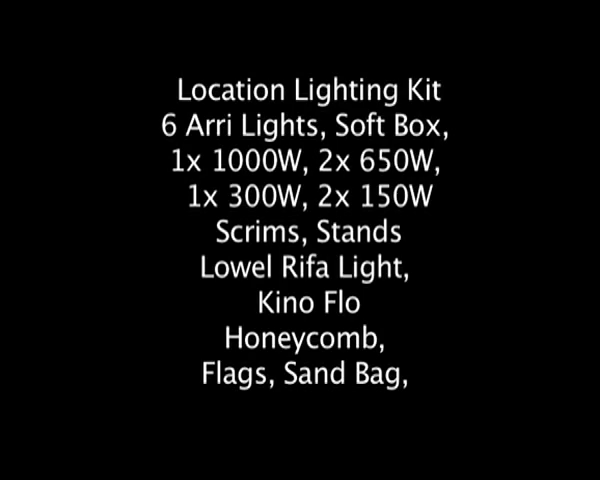 Location Lighting Kit
6 Arri Lights, Soft Box,
1x 1000W, 2x 650W,
1x 300W, 2x 150W
Scrims, Stands
Lowel Rifa Light,
Kino Flo
Honeycomb,
Flags, Sand Bag,